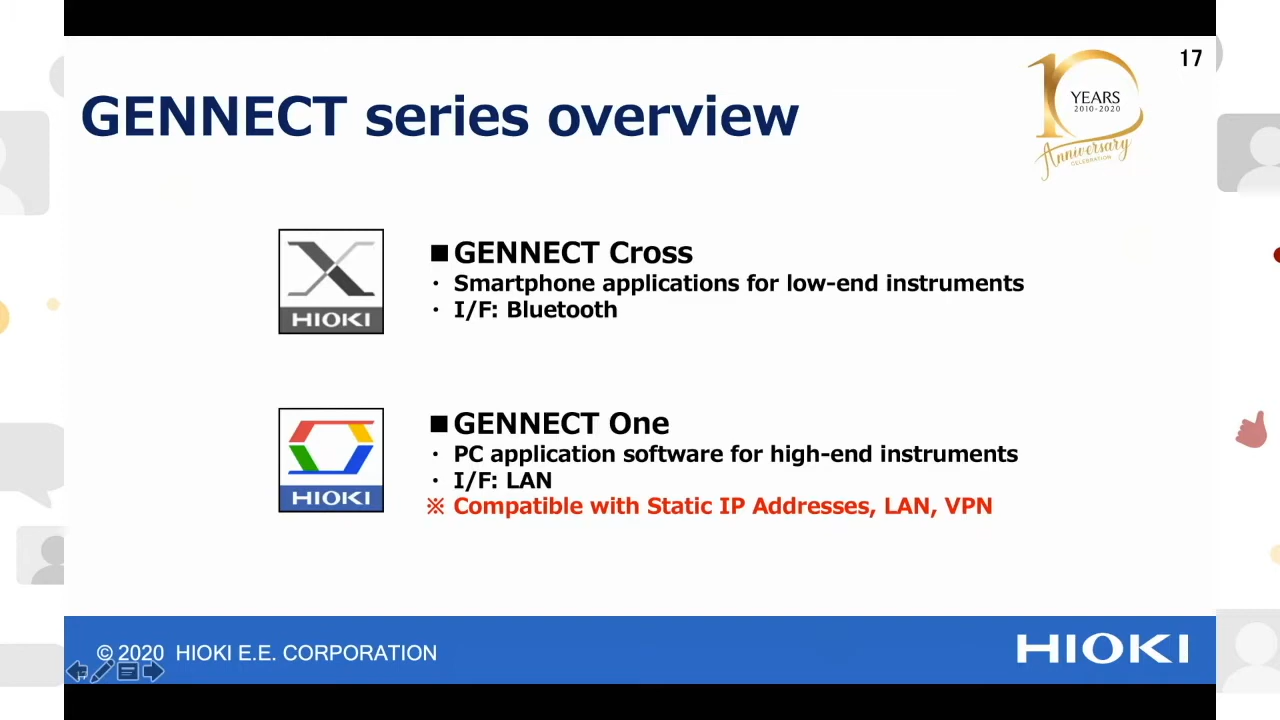 17
GENNECT series overview
10
YEARS
2010-2020
Anniversary
CELEBRATION
■GENNECT Cross
・ Smartphone applications for low-end instruments
・ I/F: Bluetooth
HIOKI
■GENNECT One
・ PC application software for high-end instruments
・ I/F: LAN
※ Compatible with Static IP Addresses, LAN, VPN
HIOKI
© 2020 HIOKI E.E. CORPORATION
HIOKI